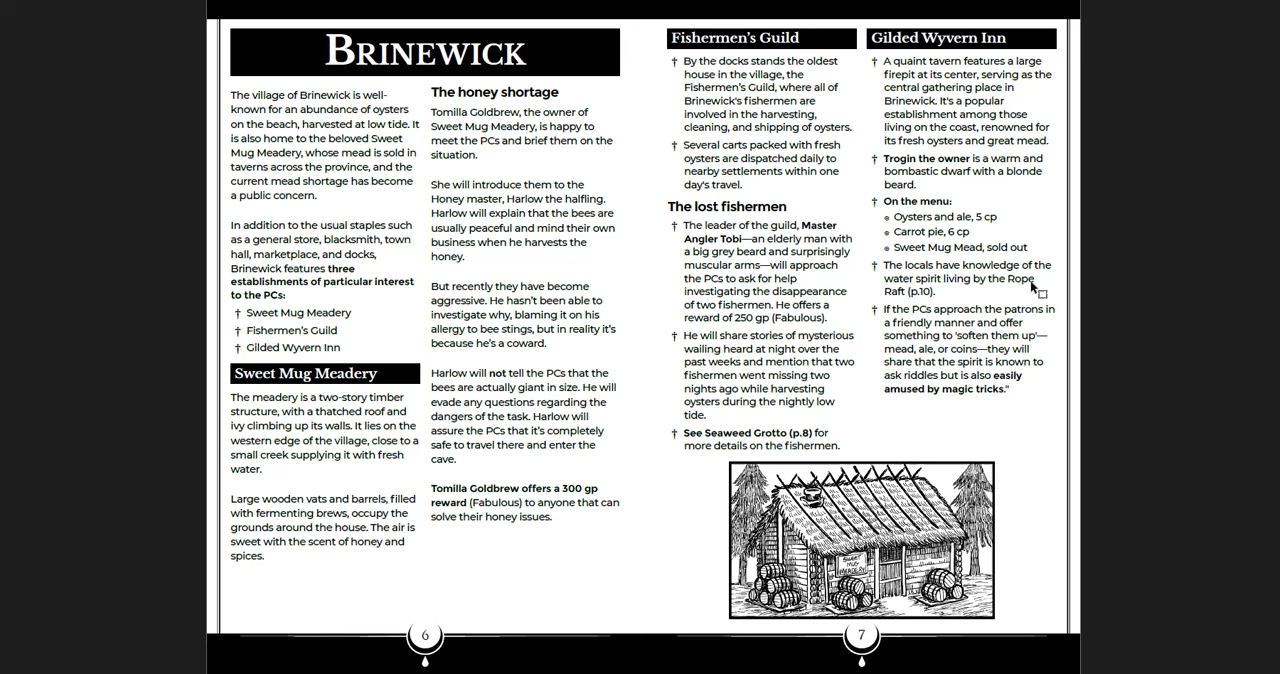 BRINEWICK
The village of Brinewick is well-
known for an abundance of oysters
on the beach, harvested at low tide. It
is also home to the beloved Sweet
Mug Meadery, whose mead is sold in
taverns across the province, and the
current mead shortage has become
a public concern.
In addition to the usual staples such
as a general store, blacksmith, town
hall, marketplace, and docks,
Brinewick features three
establishments of particular interest
to the PCs:
† Sweet Mug Meadery
† Fishermen's Guild
† Gilded Wyvern Inn
Sweet Mug Meadery
The meadery is a two-story timber
structure, with a thatched roof and
ivy climbing up its walls. It lies on the
western edge of the village, close to a
small creek supplying it with fresh
water.
Large wooden vats and barrels, filled
with fermenting brews, occupy the
grounds around the house. The air is
sweet with the scent of honey and
spices.
The honey shortage
Tomilla Goldbrew, the owner of
Sweet Mug Meadery, is happy to
meet the PCs and brief them on the
situation.
She will introduce them to the
Honey master, Harlow the halfling.
Harlow will explain that the bees are
usually peaceful and mind their own
business when he harvests the
honey.
But recently they have become
aggressive. He hasn't been able to
investigate why, blaming it on his
allergy to bee stings, but in reality it's
because he's a coward.
Harlow will not tell the PCs that the
bees are actually giant in size. He will
evade any questions regarding the
dangers of the task. Harlow will
assure the PCs that it's completely
safe to travel there and enter the
cave.
Tomilla Goldbrew offers a 300 gp
reward (Fabulous) to anyone that can
solve their honey issues.
6
Fishermen's Guild
† By the docks stands the oldest
house in the village, the
Fishermen's Guild, where all of
Brinewick's fishermen are
involved in the harvesting,
cleaning, and shipping of oysters.
† Several carts packed with fresh
oysters are dispatched daily to
nearby settlements within one
day's travel.
The lost fishermen
† The leader of the guild, Master
Angler Tobi—an elderly man with
a big grey beard and surprisingly
muscular arms—will approach
the PCs to ask for help
investigating the disappearance
of two fishermen. He offers a
reward of 250 gp (Fabulous).
† He will share stories of mysterious
wailing heard at night over the
past weeks and mention that two
fishermen went missing two
nights ago while harvesting
oysters during the nightly low
tide.
† See Seaweed Grotto (p.8) for
more details on the fishermen.
Gilded Wyvern Inn
† A quaint tavern features a large
firepit at its center, serving as the
central gathering place in
Brinewick. It's a popular
establishment among those
living on the coast, renowned for
its fresh oysters and great mead.
† Trogin the owner is a warm and
bombastic dwarf with a blonde
beard.
† On the menu:
Oysters and ale, 5 cp
Carrot pie, 6 cp
Sweet Mug Mead, sold out
† The locals have knowledge of the
water spirit living by the Rope
Raft (p.10).
† If the PCs approach the patrons in
a friendly manner and offer
something to 'soften them up'—
mead, ale, or coins—they will
share that the spirit is known to
ask riddles but is also easily
amused by magic tricks."
SWEET
MUG
MEADERY
7